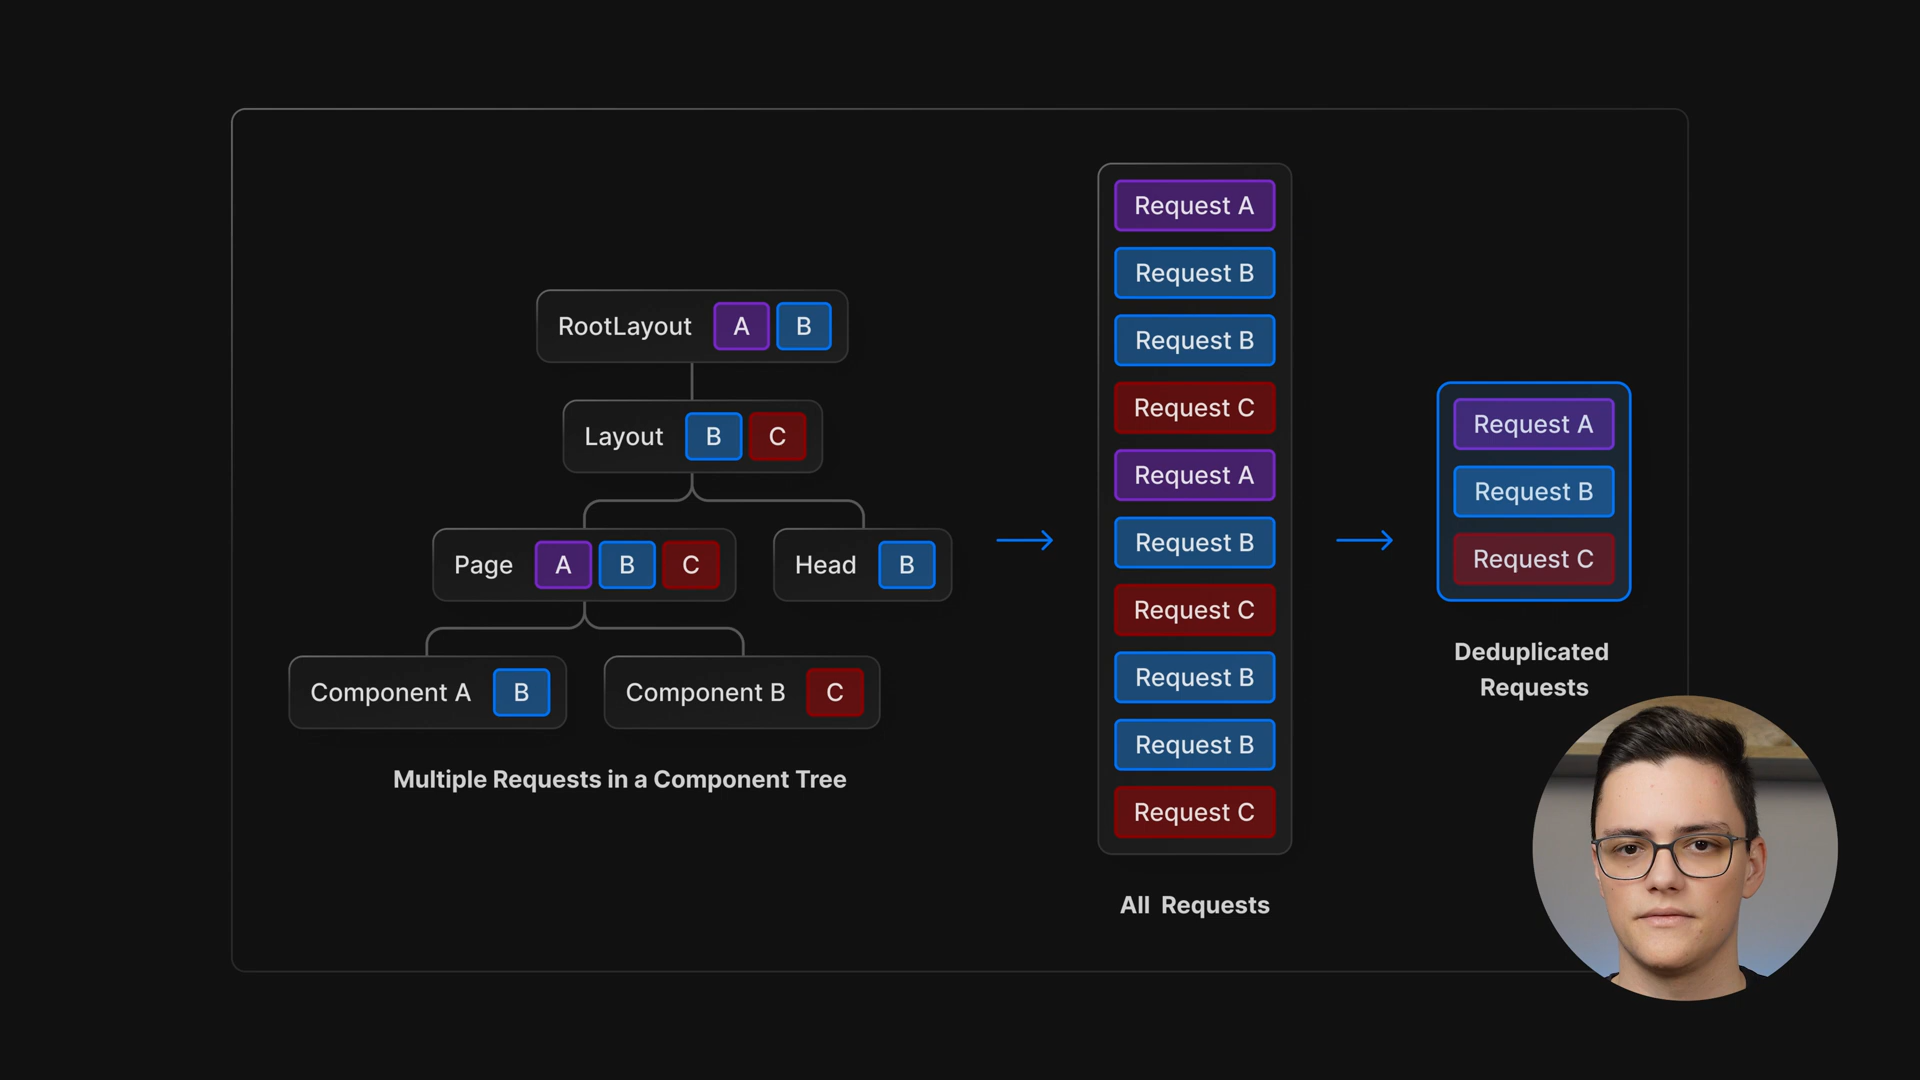 RootLayout A B
Layout B C
Page A B C
Head B
Component A B
Component B C
Multiple Requests in a Component Tree
Request A
Request B
Request B
Request C
Request A
Request B
Request C
Request B
Request B
Request C
All Requests
Request A
Request B
Request C
Deduplicated
Requests